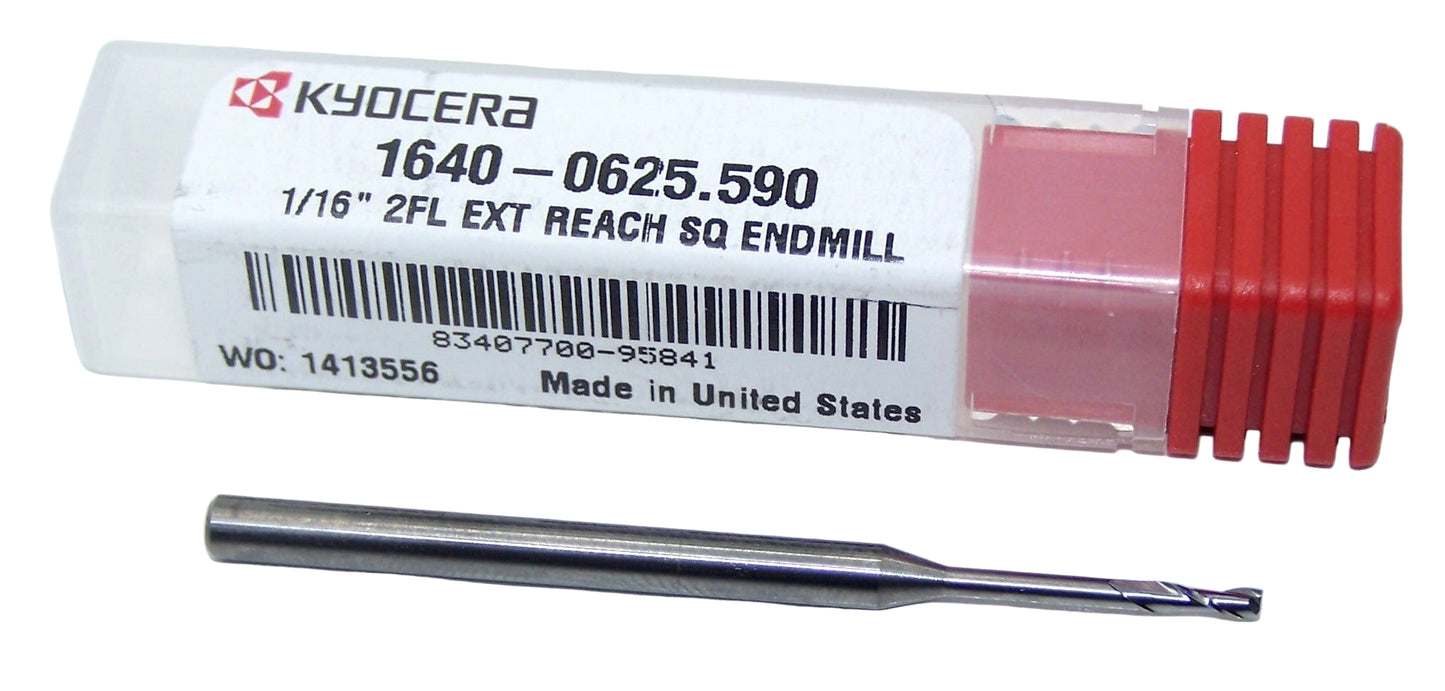 KYOCERA
1640-0625.590
1/16" 2FL EXT REACH SQ ENDMILL
83407700-95841
WO: 1413556 Made in United States